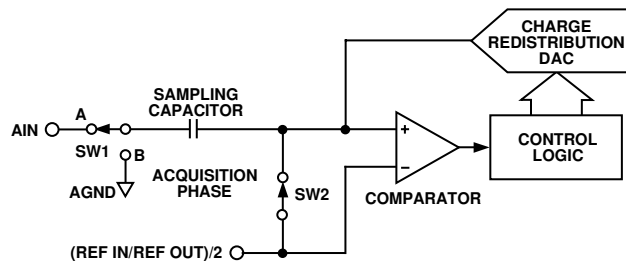 CHARGE
REDISTRIBUTION
DAC
SAMPLING
CAPACITOR
A
AIN
+
SW1
B
CONTROL
LOGIC
–
ACQUISITION
PHASE
SW2
AGND
COMPARATOR
(REF IN/REF OUT)/2